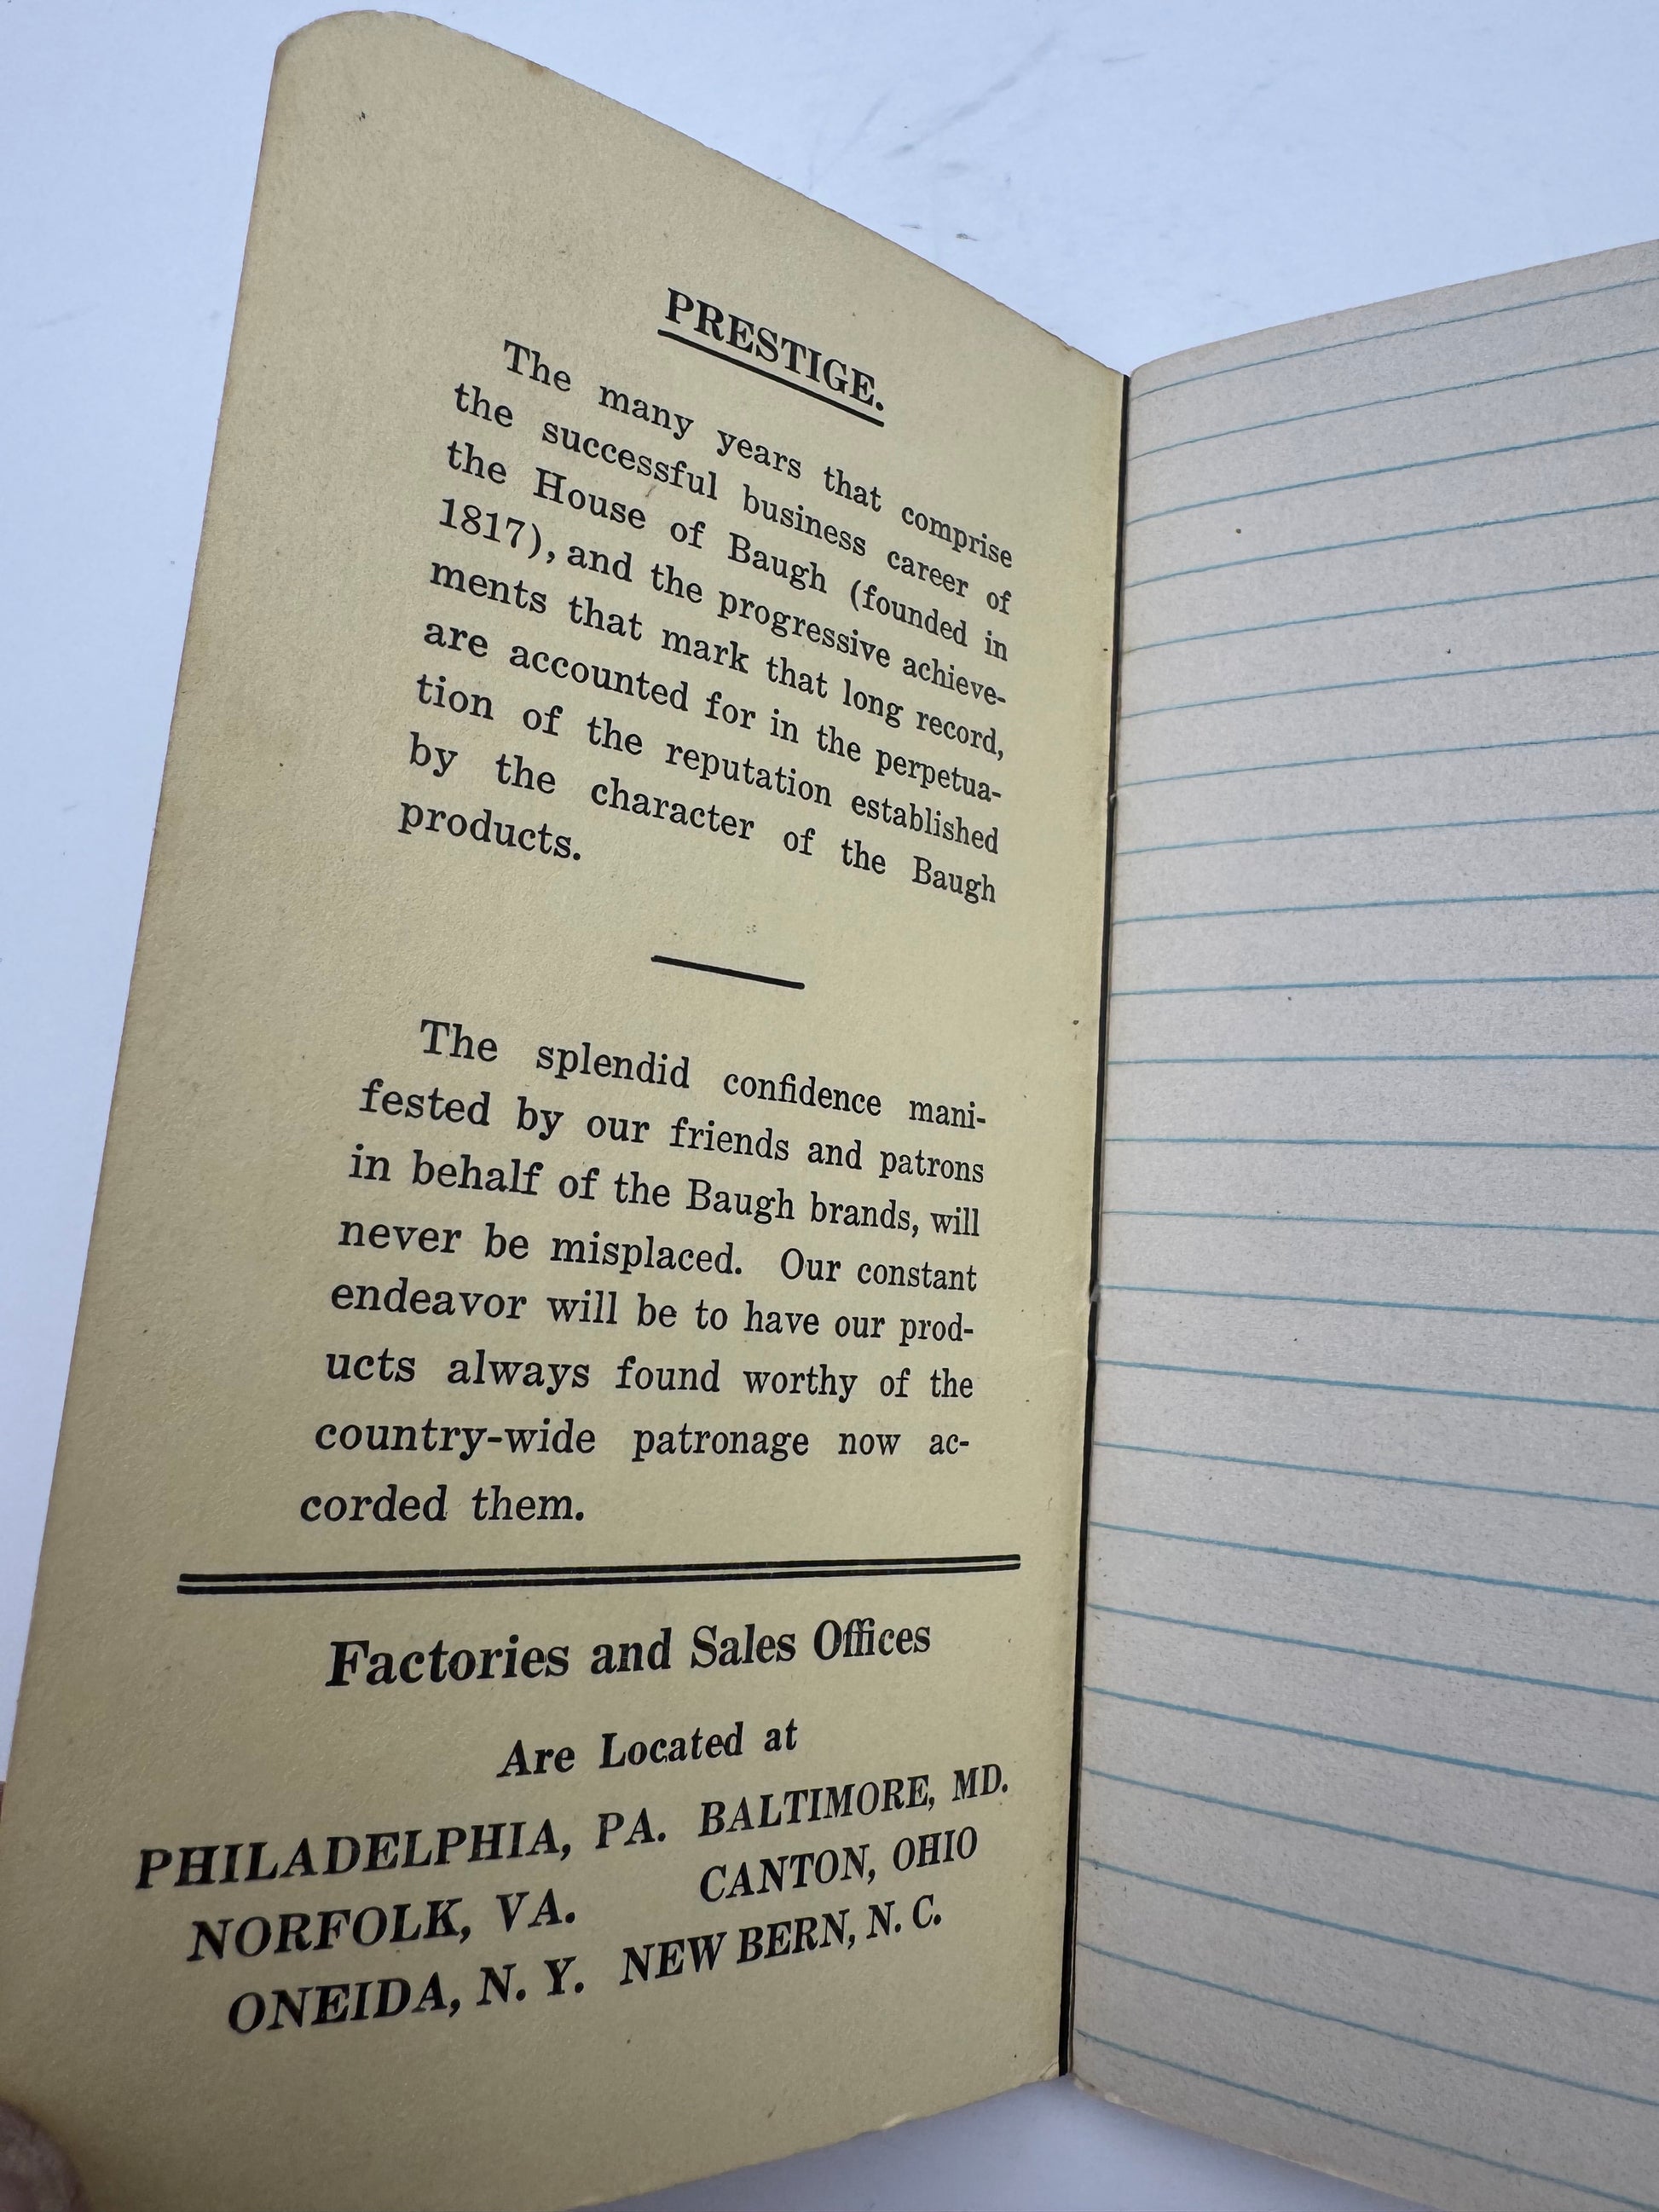 PRESTIGE.
The many years that comprise
the successful business career of
the House of Baugh (founded in
1817), and the progressive achieve-
ments that mark that long record,
are accounted for in the perpetua-
tion of the reputation established
by the character of the Baugh
products.
The splendid confidence mani-
fested by our friends and patrons
in behalf of the Baugh brands, will
never be misplaced. Our constant
endeavor will be to have our prod-
ucts always found worthy of the
country-wide patronage now ac-
corded them.
Factories and Sales Offices
Are Located at
PHILADELPHIA, PA. BALTIMORE, MD.
NORFOLK, VA. CANTON, OHIO
ONEIDA, N. Y. NEW BERN, N. C.